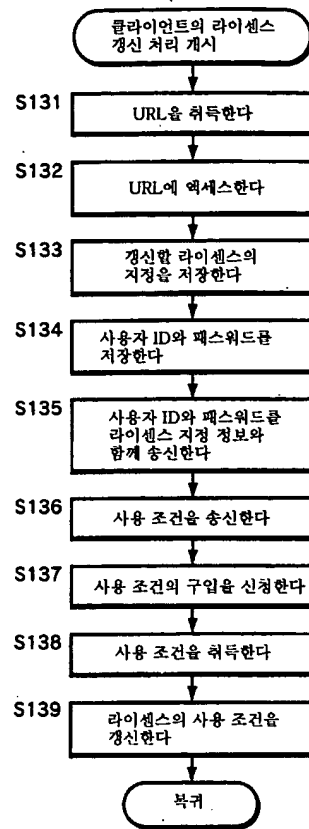 클라이언트의 라이센스
갱신 처리 개시
S131
URL을 취득한다
S132
URL에 엑세스한다
S133
갱신할 라이센스의
지정을 저장한다
S134
사용자 ID와 패스워드를
저장한다
S135
사용자 ID와 패스워드를
라이센스 지정 정보와
함께 송신한다
S136
사용 조건을 송신한다
S137
사용 조건의 구입을 신청한다
S138
사용 조건을 취득한다
S139
라이센스의 사용 조건을
갱신한다
복귀